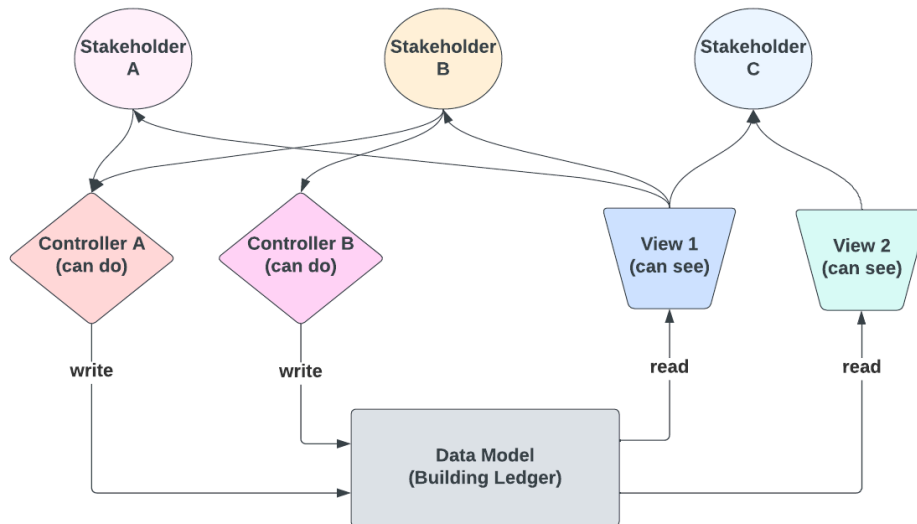 Stakeholder
A
Stakeholder
B
Stakeholder
C
Controller A
(can do)
Controller B
(can do)
View 1
(can see)
View 2
(can see)
write
write
read
read
Data Model
(Building Ledger)